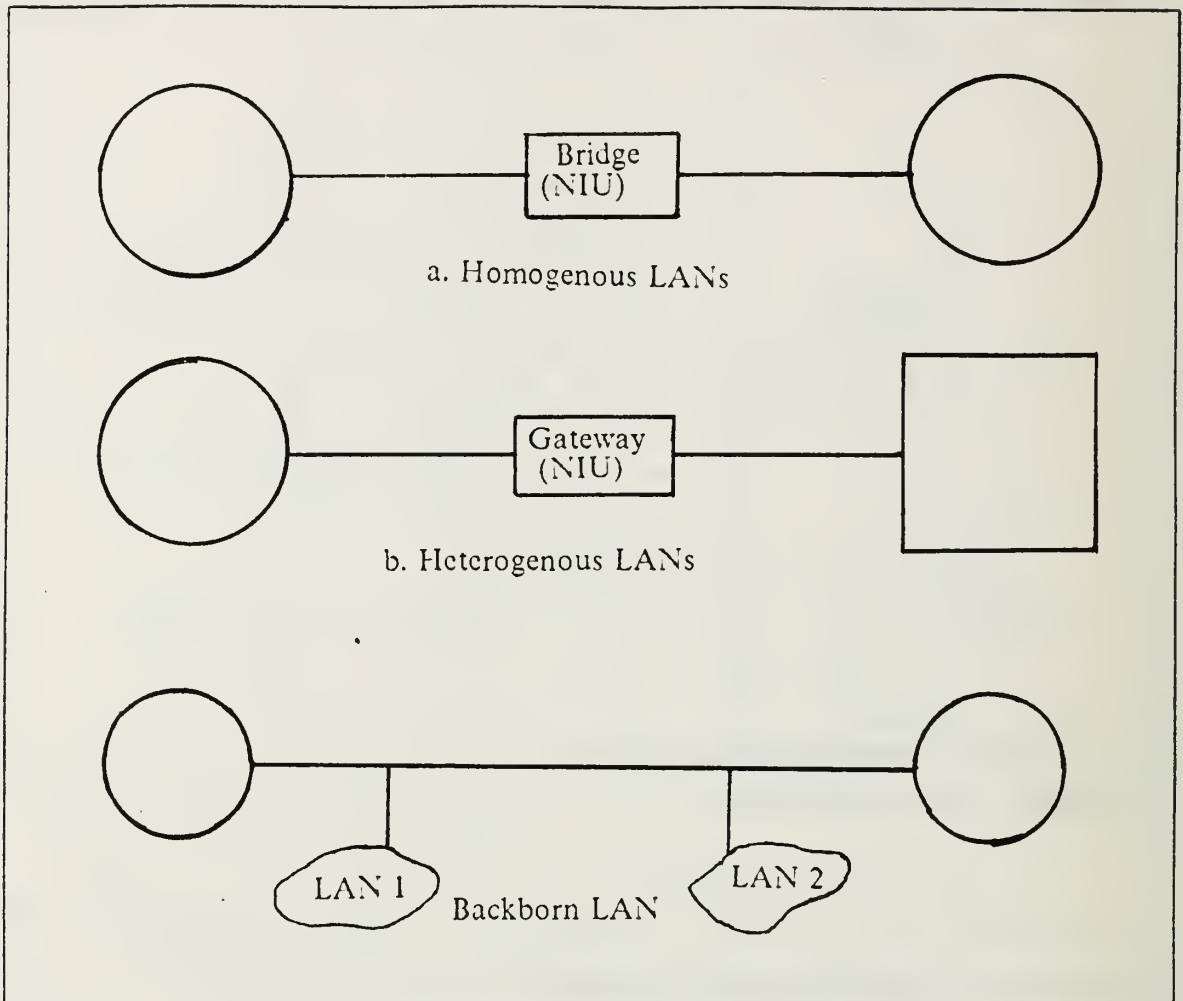 Bridge
(NIU)
a. Homogenous LANs
Gateway
(NIU)
b. Heterogenous LANs
LAN 1
LAN 2
Backborn LAN